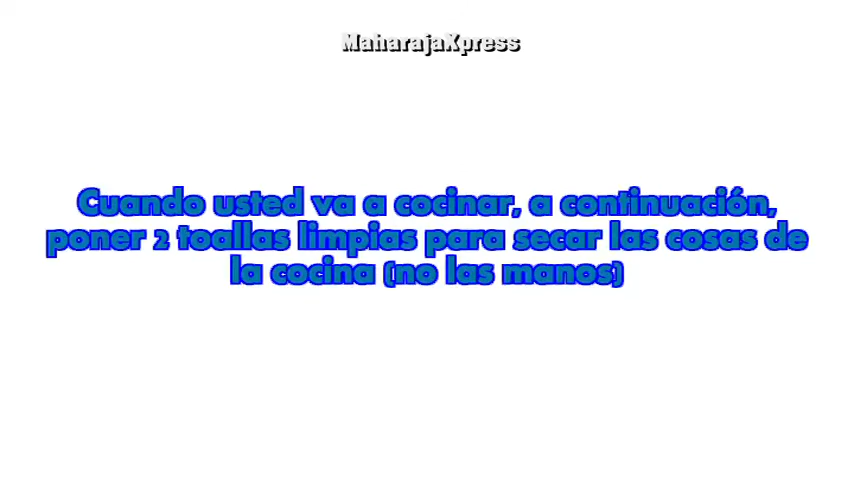 MaharajaXpress
Cuando usted va a cocinar, a continuación,
poner 2 toallas limpias para secar las cosas de
la cocina (no las manos)